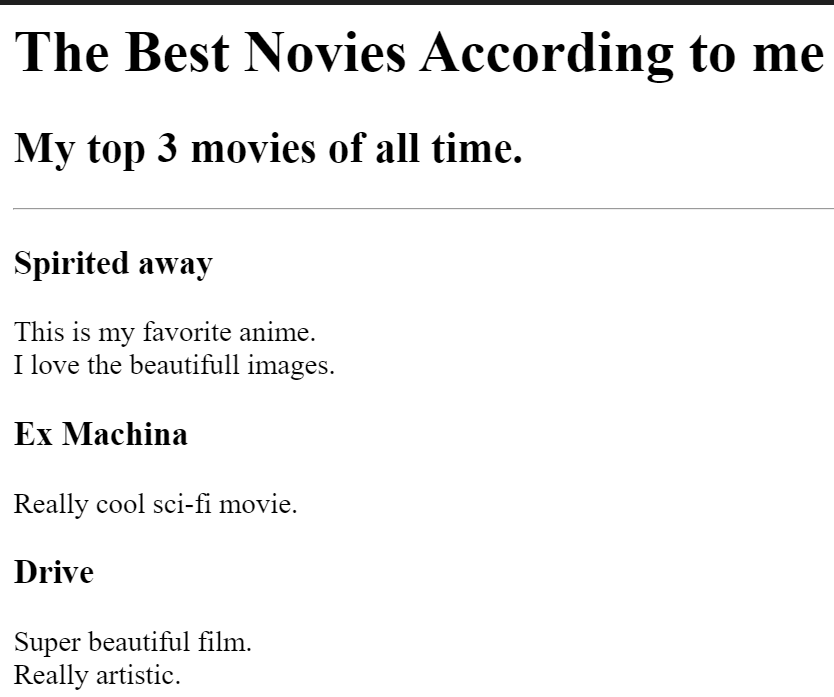 The Best Novies According to me
My top 3 movies of all time.
Spirited away
This is my favorite anime.
I love the beautifull images.
Ex Machina
Really cool sci-fi movie.
Drive
Super beautiful film.
Really artistic.